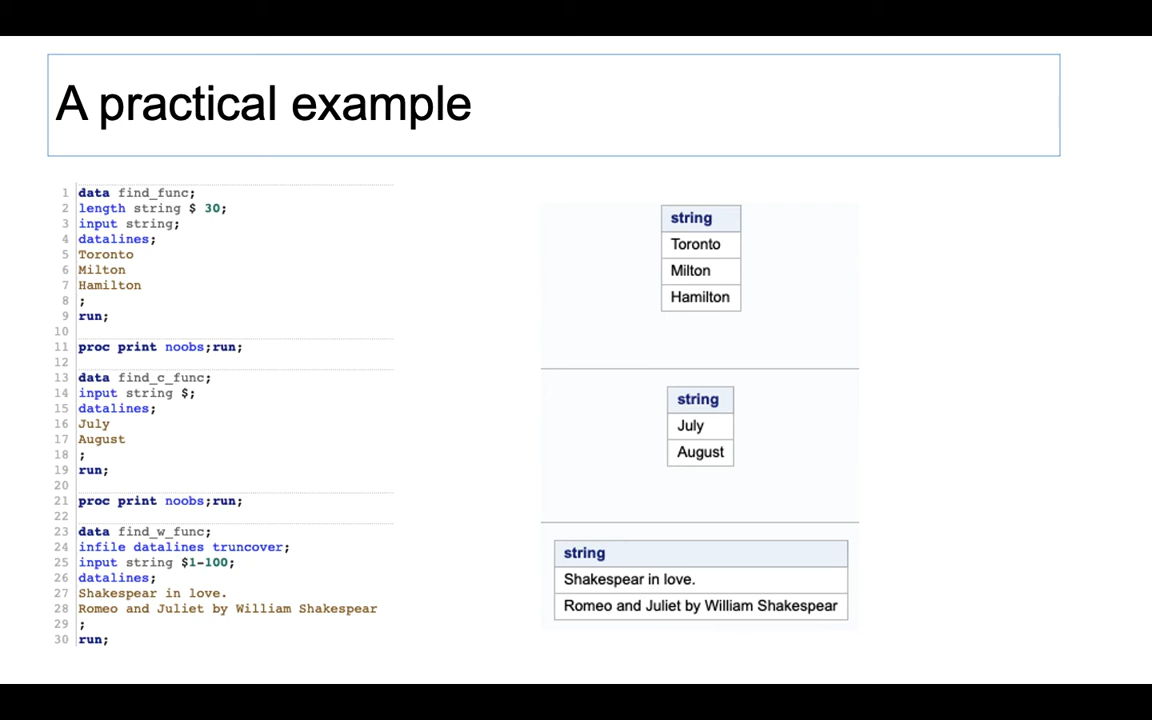 A practical example
1 data find_func;
2 length string $ 30;
3 input string;
4 datalines;
5 Toronto
6 Milton
7 Hamilton
8 ;
9 run;
10
11 proc print noobs;run;
12
13 data find_c_func;
14 input string $;
15 datalines;
16 July
17 August
18 ;
19 run;
20
21 proc print noobs;run;
22
23 data find_w_func;
24 infile datalines truncover;
25 input string $1-100;
26 datalines;
27 Shakespear in love.
28 Romeo and Juliet by William Shakespear
29 ;
30 run;
string
Toronto
Milton
Hamilton
string
July
August
string
Shakespear in love.
Romeo and Juliet by William Shakespear